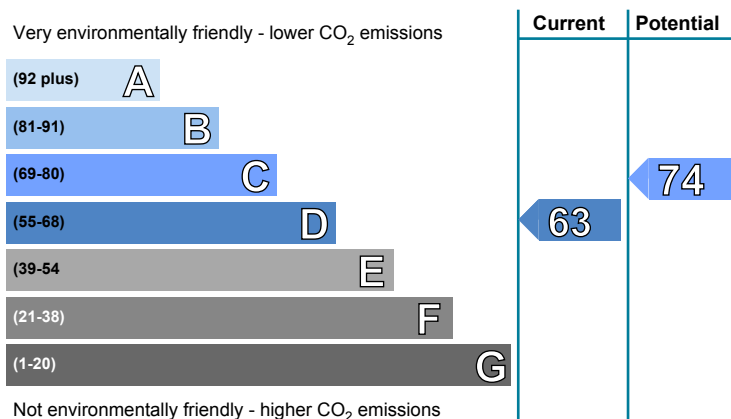 Very environmentally friendly - lower CO2 emissions
Current
Potential
(92 plus) A
(81-91) B
(69-80) C
74
(55-68) D
63
(39-54 E
(21-38) F
(1-20) G
Not environmentally friendly - higher CO2 emissions